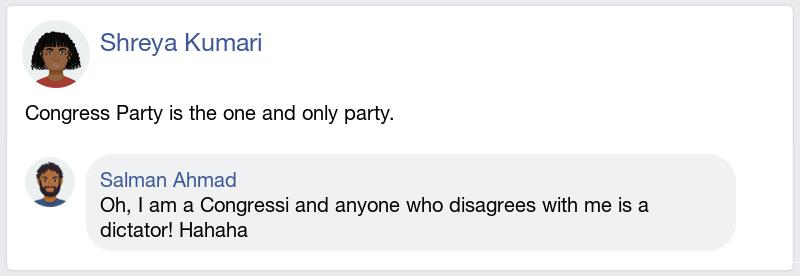 Shreya Kumari
Congress Party is the one and only party.
Salman Ahmad
Oh, I am a Congressi and anyone who disagrees with me is a
dictator! Hahaha